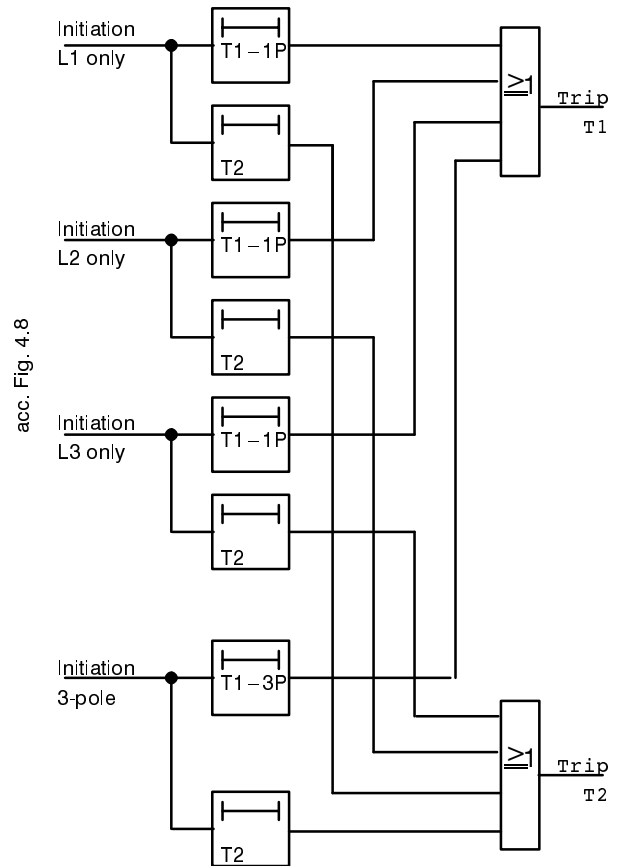 Initiation
L1 only
T1–1P
≥1
Trip
T1
T2
Initiation
L2 only
T1–1P
T2
acc. Fig. 4.8
Initiation
L3 only
T1–1P
T2
Initiation
3-pole
T1–3P
≥1
Trip
T2
T2